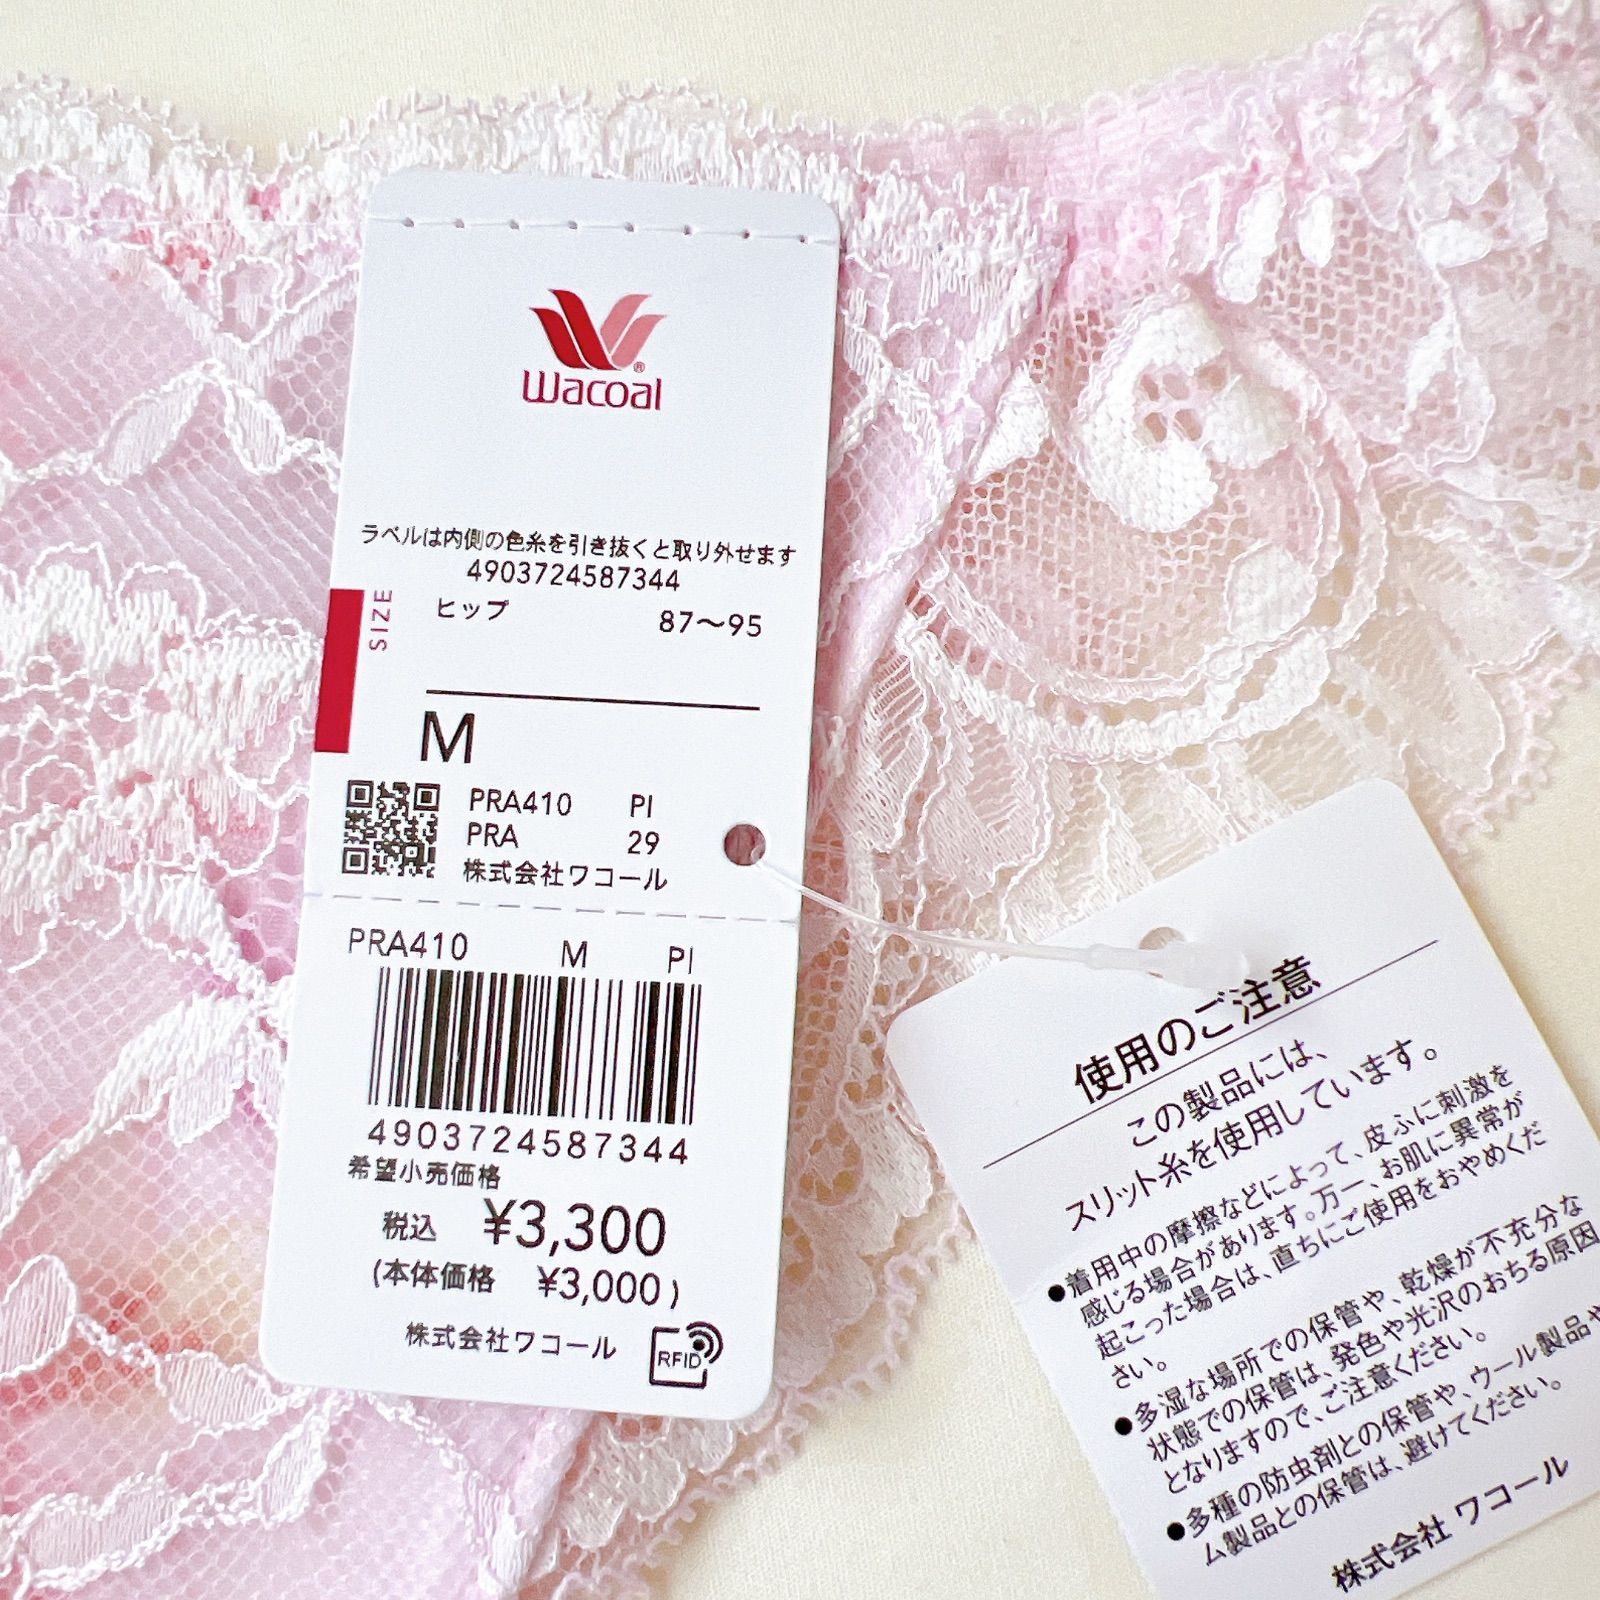 Wacoal®
ラベルは内側の色糸を引き抜くと取り外せます
4903724587344
SIZE
ヒップ 87～95
M
PRA410 PI
PRA 29
株式会社ワコール
PRA410 M PI
4903724587344
希望小売価格
税込 ¥3,300
(本体価格 ¥3,000)
株式会社ワコール
RFID
使用のご注意
この製品には、
スリット糸を使用しています。
●着用中の摩擦などによって、皮ふに刺激を
感じる場合があります。万一、お肌に異常が
起こった場合は、直ちにご使用をおやめくだ
さい。
●多湿な場所での保管や、乾燥が不充分な
状態での保管は、発色や光沢のおちる原因
となりますので、ご注意ください。
●多種の防虫剤との保管や、ウール製品や
ム製品との保管は、避けてください。
株式会社 ワコール